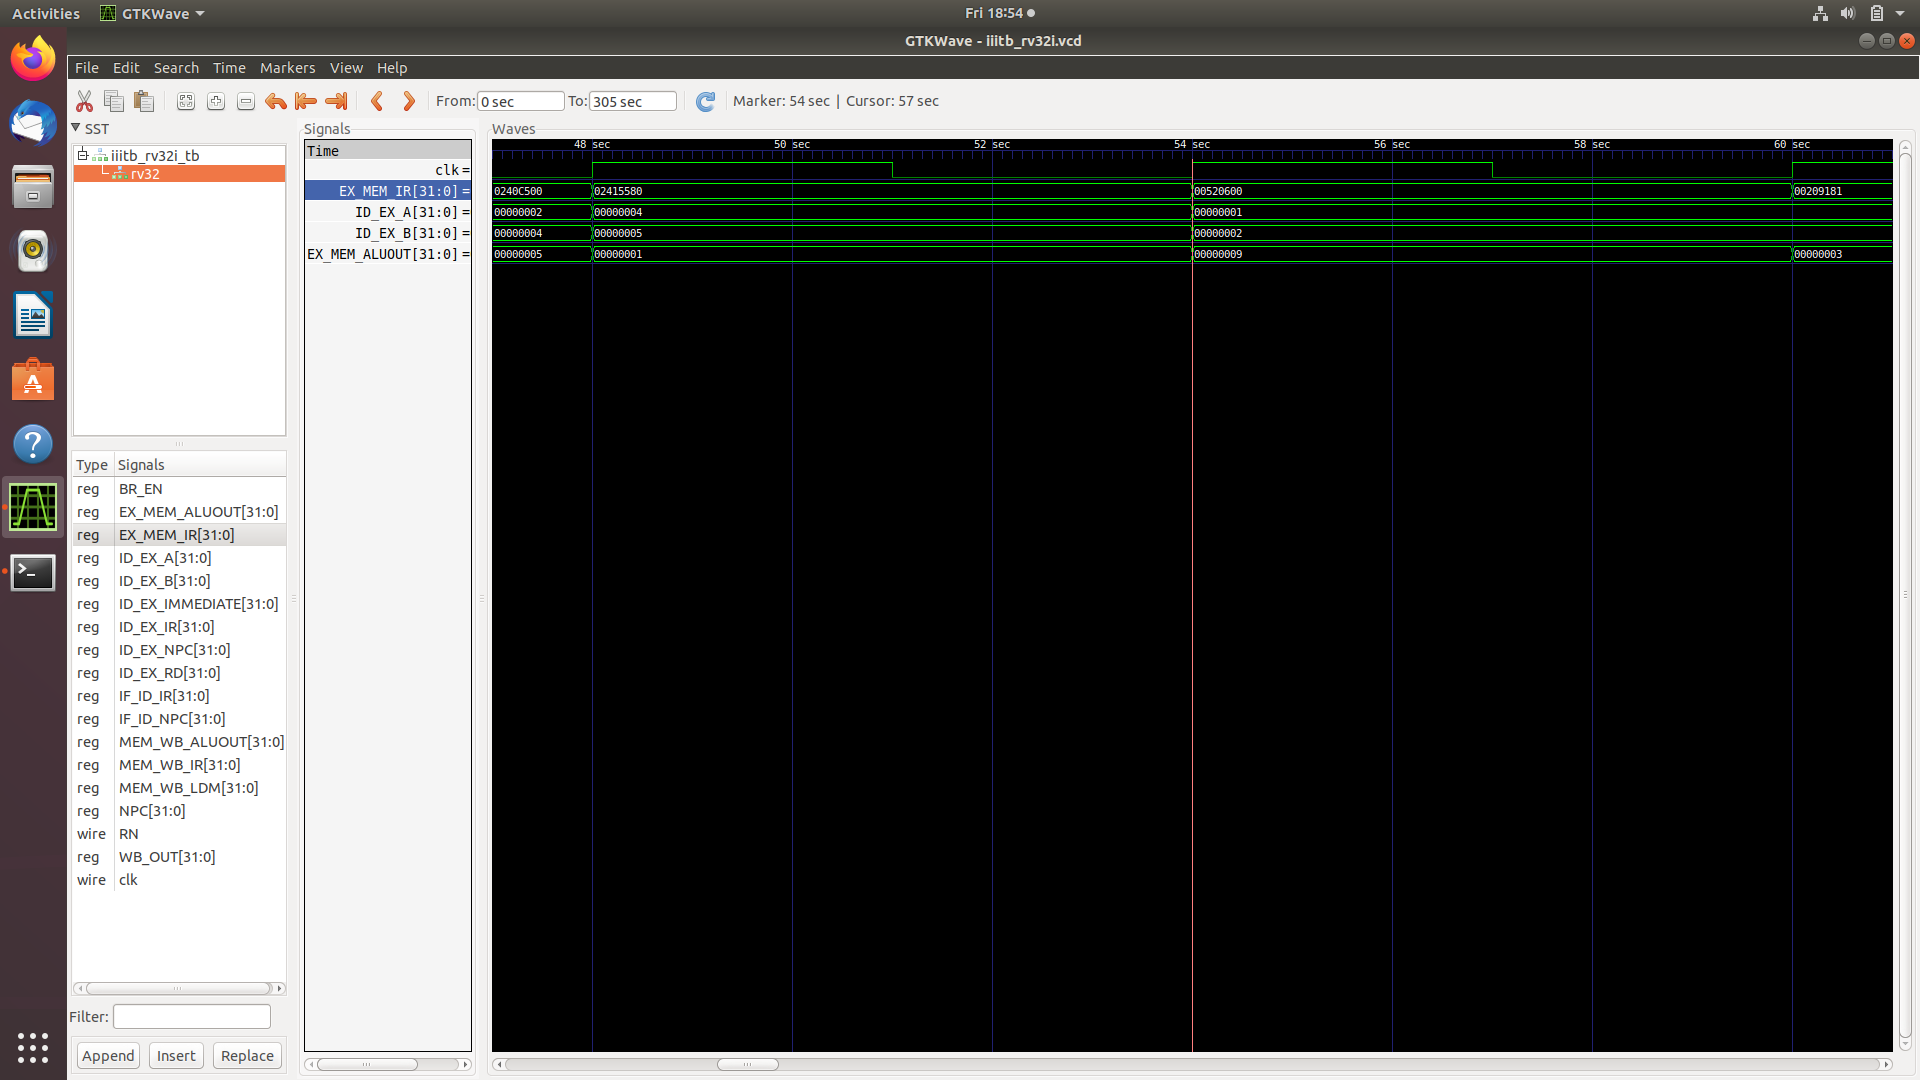 Activities GTKWave Fri 18:54
GTKWave - iiitb_rv32i.vcd
File Edit Search Time Markers View Help
From: 0 sec To: 305 sec Marker: 54 sec | Cursor: 57 sec
SST
iiitb_rv32i_tb
rv32
Type Signals
reg BR_EN
reg EX_MEM_ALUOUT[31:0]
reg EX_MEM_IR[31:0]
reg ID_EX_A[31:0]
reg ID_EX_B[31:0]
reg ID_EX_IMMEDIATE[31:0]
reg ID_EX_IR[31:0]
reg ID_EX_NPC[31:0]
reg ID_EX_RD[31:0]
reg IF_ID_IR[31:0]
reg IF_ID_NPC[31:0]
reg MEM_WB_ALUOUT[31:0]
reg MEM_WB_IR[31:0]
reg MEM_WB_LDM[31:0]
reg NPC[31:0]
wire RN
reg WB_OUT[31:0]
wire clk
Filter:
Append Insert Replace
Signals
Time
clk =
EX_MEM_IR[31:0] =
ID_EX_A[31:0] =
ID_EX_B[31:0] =
EX_MEM_ALUOUT[31:0] =
Waves
48 sec 50 sec 52 sec 54 sec 56 sec 58 sec 60 sec
0240C500 02415580 00520600 00209181
00000002 00000004 00000001
00000004 00000005 00000002
00000005 00000001 00000009 00000003